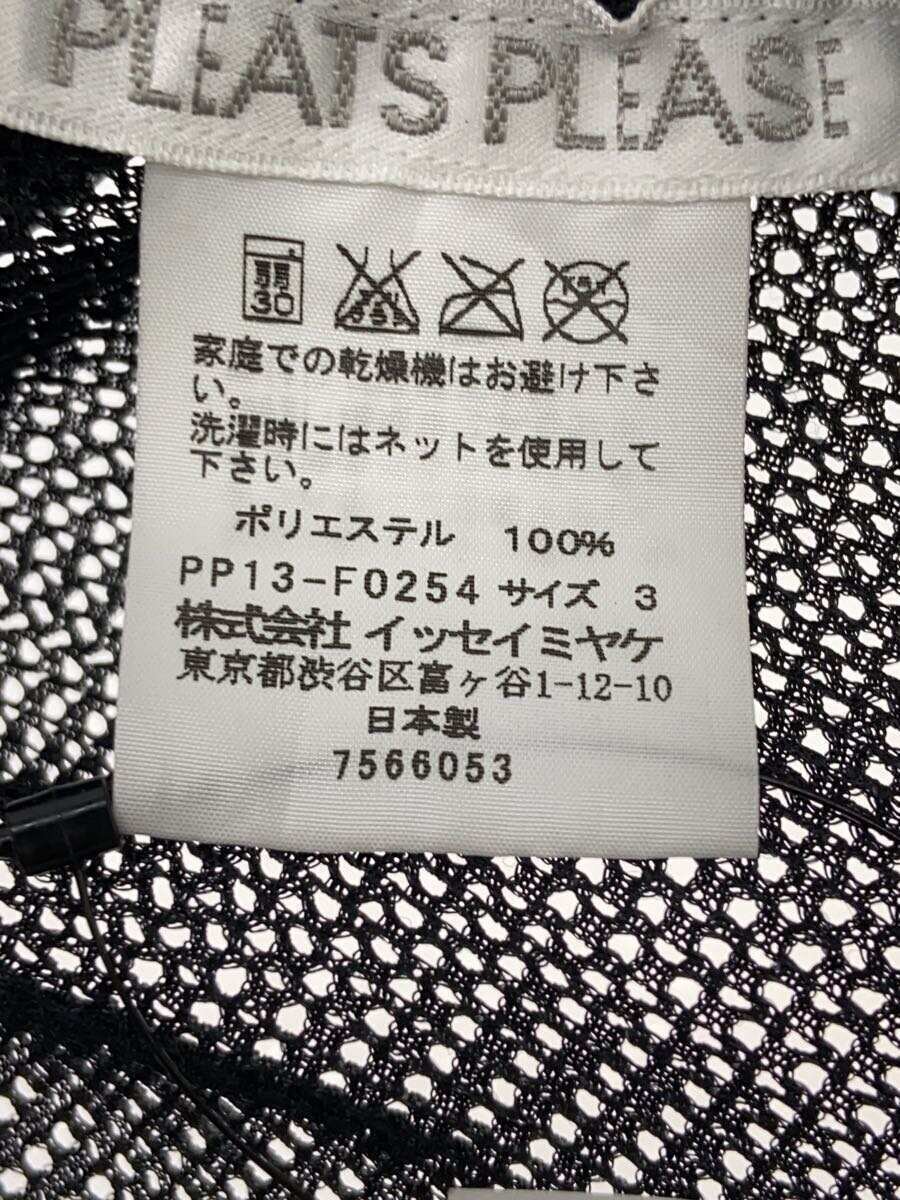 PLEATS PLEASE
弱
30
家庭での乾燥機はお避け下さ
い。
洗濯時にはネットを使用して
下さい。
ポリエステル 100%
PP13-F0254 サイズ 3
株式会社 イッセイミヤケ
東京都渋谷区富ヶ谷1-12-10
日本製
7566053